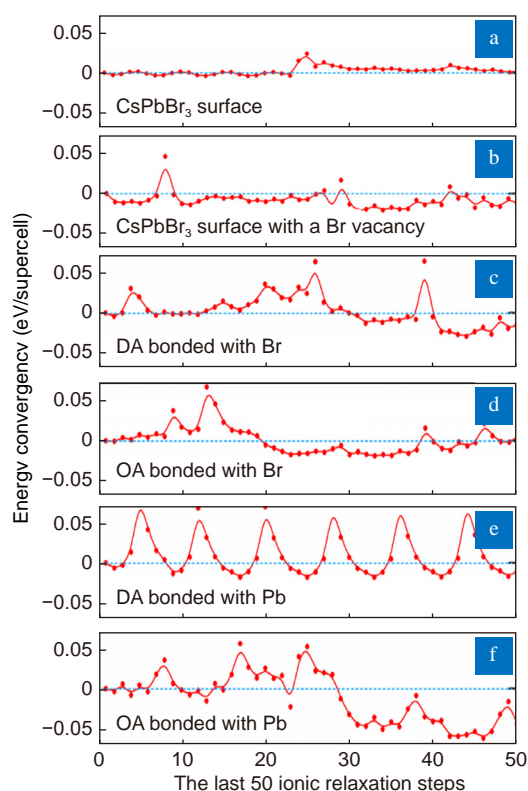 Energy convergency (eV/supercell)
0.05
0
−0.05
a
CsPbBr₃ surface
0.05
0
−0.05
b
CsPbBr₃ surface with a Br vacancy
0.05
0
−0.05
c
DA bonded with Br
0.05
0
−0.05
d
OA bonded with Br
0.05
0
−0.05
e
DA bonded with Pb
0.05
0
−0.05
f
OA bonded with Pb
0 10 20 30 40 50
The last 50 ionic relaxation steps